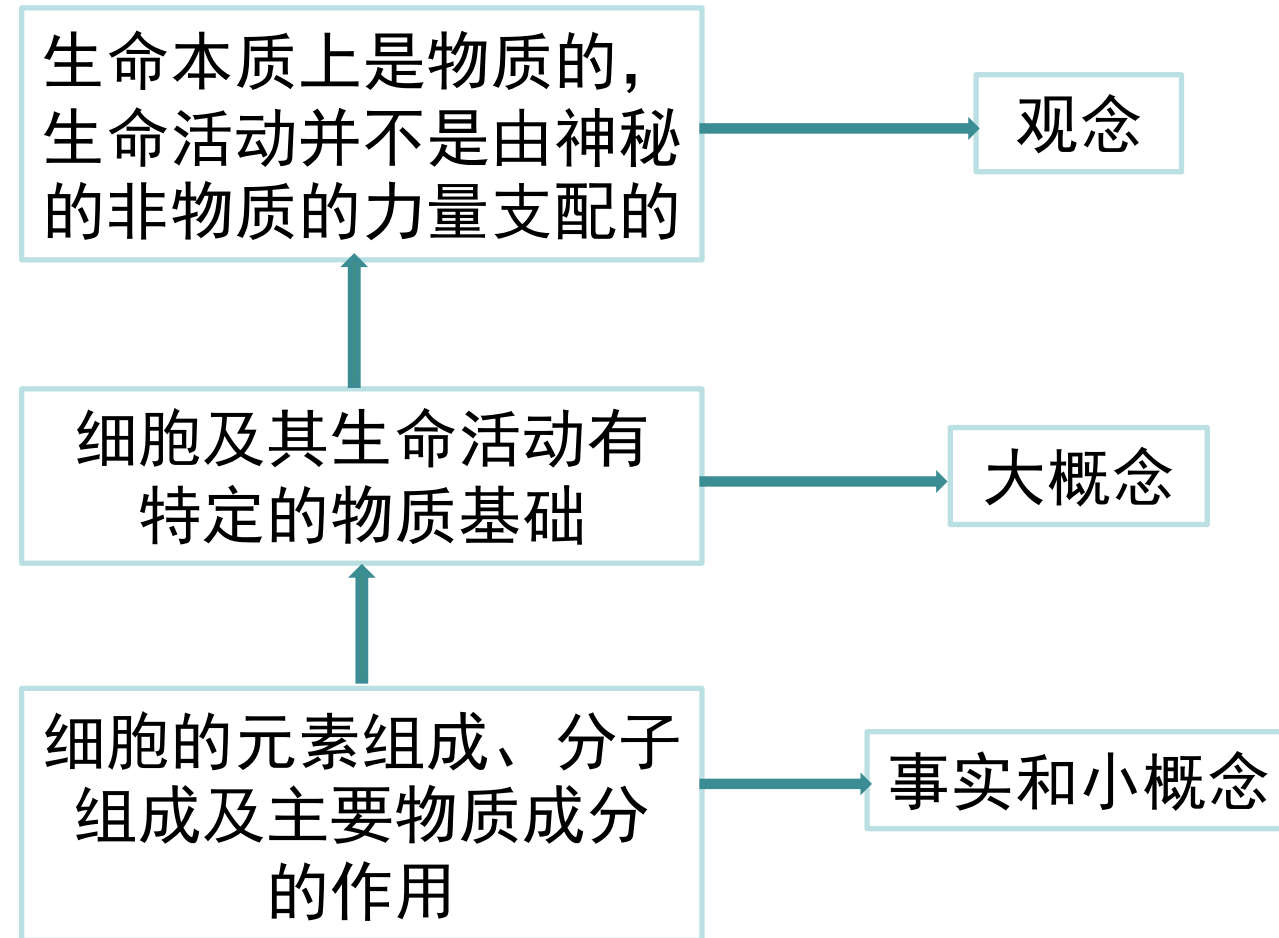 生命本质上是物质的，
生命活动并不是由神秘
的非物质的力量支配的
观念
细胞及其生命活动有
特定的物质基础
大概念
细胞的元素组成、分子
组成及主要物质成分
的作用
事实和小概念